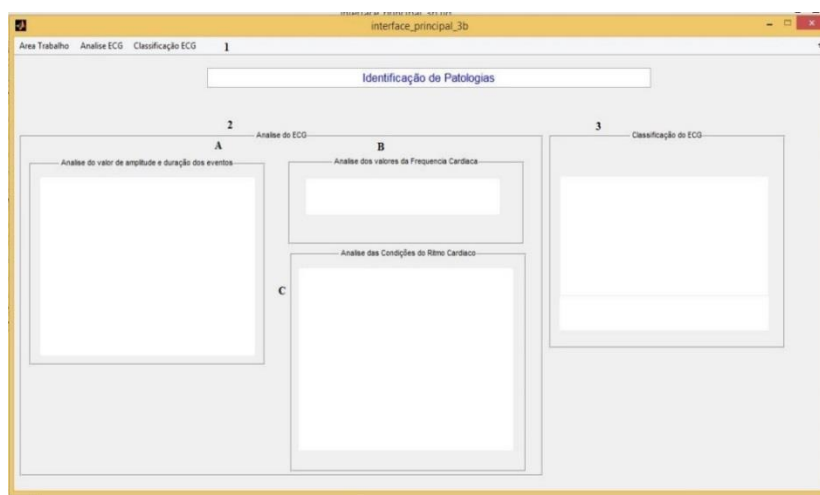 interface_principal_3b
Area Trabalho Analise ECG Classificação ECG 1
Identificação de Patologias
2
Analise do ECG
A
Analise do valor de amplitude e duração dos eventos
B
Analise dos valores da Frequencia Cardiaca
C
Analise das Condições do Ritmo Cardiaco
3
Classificação do ECG